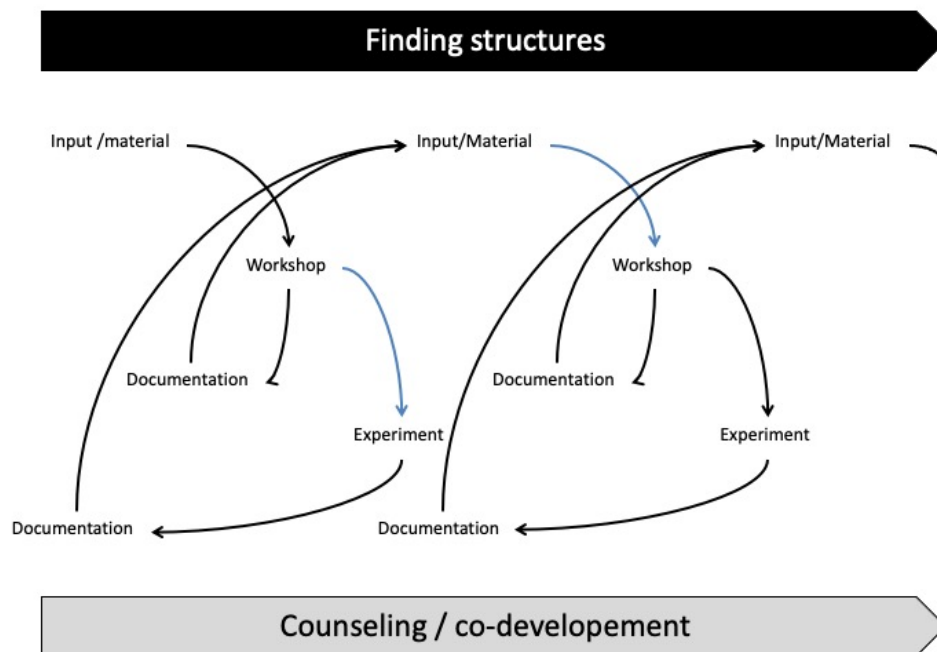 Finding structures
Input /material
Input/Material
Input/Material
Workshop
Workshop
Documentation
Documentation
Experiment
Experiment
Documentation
Documentation
Counseling / co-developement